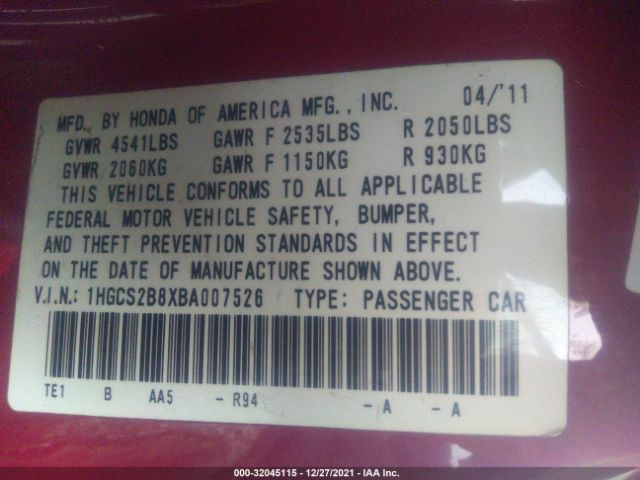 MFD. BY HONDA OF AMERICA MFG., INC. 04/'11
GVWR 4541LBS GAWR F 2535LBS R 2050LBS
GVWR 2060KG GAWR F 1150KG R 930KG
THIS VEHICLE CONFORMS TO ALL APPLICABLE
FEDERAL MOTOR VEHICLE SAFETY, BUMPER,
AND THEFT PREVENTION STANDARDS IN EFFECT
ON THE DATE OF MANUFACTURE SHOWN ABOVE.
V.I.N.: 1HGCS2B8XBA007526 TYPE: PASSENGER CAR
TE1 B AA5 - R94 - A - A
000-32045115 - 12/27/2021 - IAA Inc.